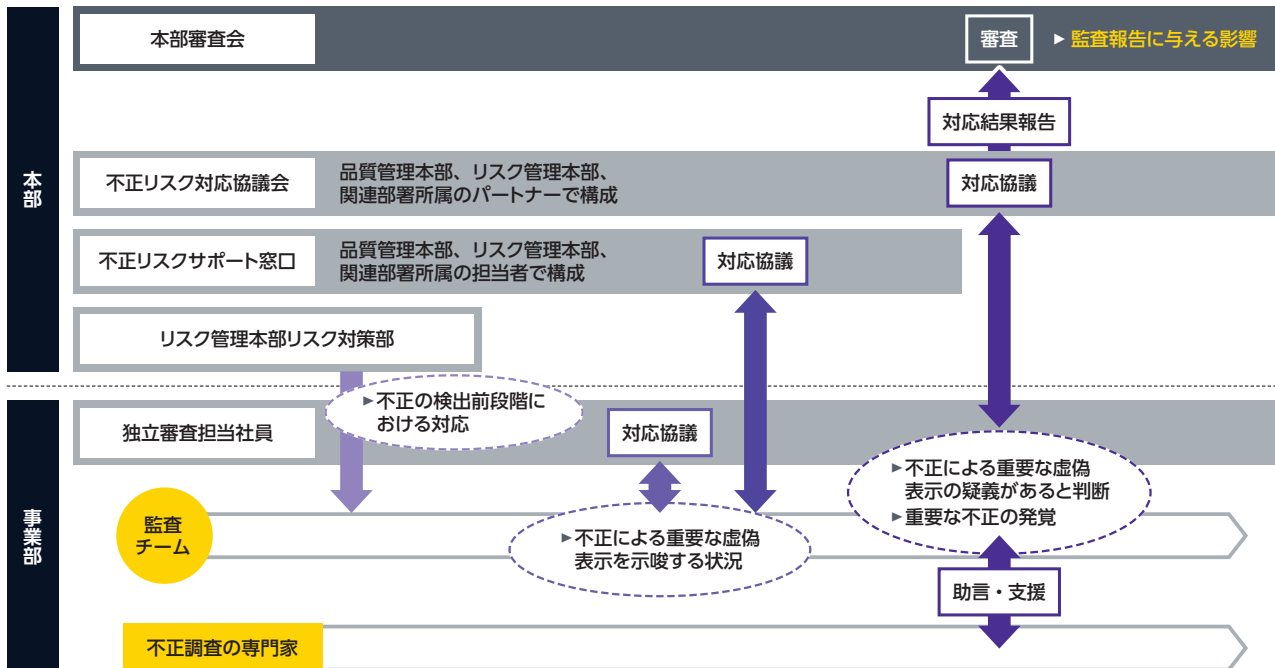 本部
本部審査会
審査
▶監査報告に与える影響
対応結果報告
不正リスク対応協議会
品質管理本部、リスク管理本部、
関連部署所属のパートナーで構成
対応協議
不正リスクサポート窓口
品質管理本部、リスク管理本部、
関連部署所属の担当者で構成
対応協議
リスク管理本部リスク対策部
▶不正の検出前段階に
おける対応
事業部
独立審査担当社員
対応協議
▶不正による重要な虚偽
表示の疑義があると判断
▶重要な不正の発覚
監査
チーム
▶不正による重要な虚偽
表示を示唆する状況
助言・支援
不正調査の専門家